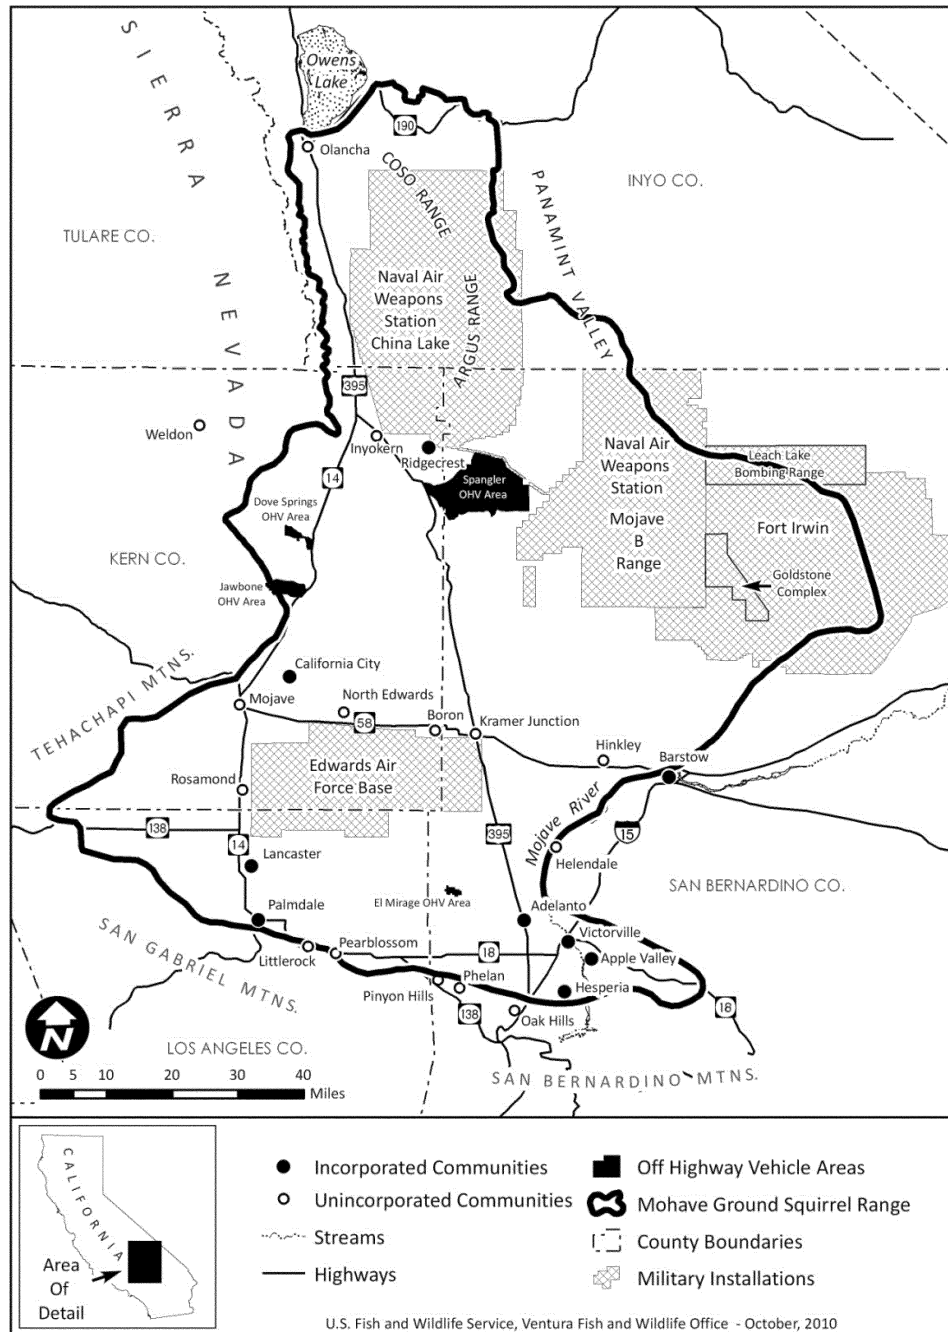 SIERRA NEVADA
Owens
Lake
190
Olancha
COSO RANGE
PANAMINT VALLEY
INYO CO.
TULARE CO.
Naval Air
Weapons
Station
China Lake
ARGUS RANGE
395
Weldon
Inyokern
Ridgecrest
14
Spangler
OHV Area
Naval Air
Weapons
Station
Mojave
B
Range
Leach Lake
Bombing Range
Fort Irwin
Goldstone
Complex
Dove Springs
OHV Area
KERN CO.
Jawbone
OHV Area
California City
TEHACHAPI MTNS.
Mojave
North Edwards
58
Boron
Kramer Junction
Hinkley
Barstow
Rosamond
Edwards Air
Force Base
Mojave River
138
14
395
15
Lancaster
Helendale
SAN BERNARDINO CO.
El Mirage OHV Area
Palmdale
Adelanto
Victorville
SAN GABRIEL MTNS.
Littlerock
Pearblossom
18
Apple Valley
Phelan
Pinyon Hills
Hesperia
138
Oak Hills
18
N
LOS ANGELES CO.
SAN BERNARDINO MTNS.
0 5 10 20 30 40
Miles
CALIFORNIA
Area
Of
Detail
Incorporated Communities
Unincorporated Communities
Streams
Highways
Off Highway Vehicle Areas
Mohave Ground Squirrel Range
County Boundaries
Military Installations
U.S. Fish and Wildlife Service, Ventura Fish and Wildlife Office - October, 2010